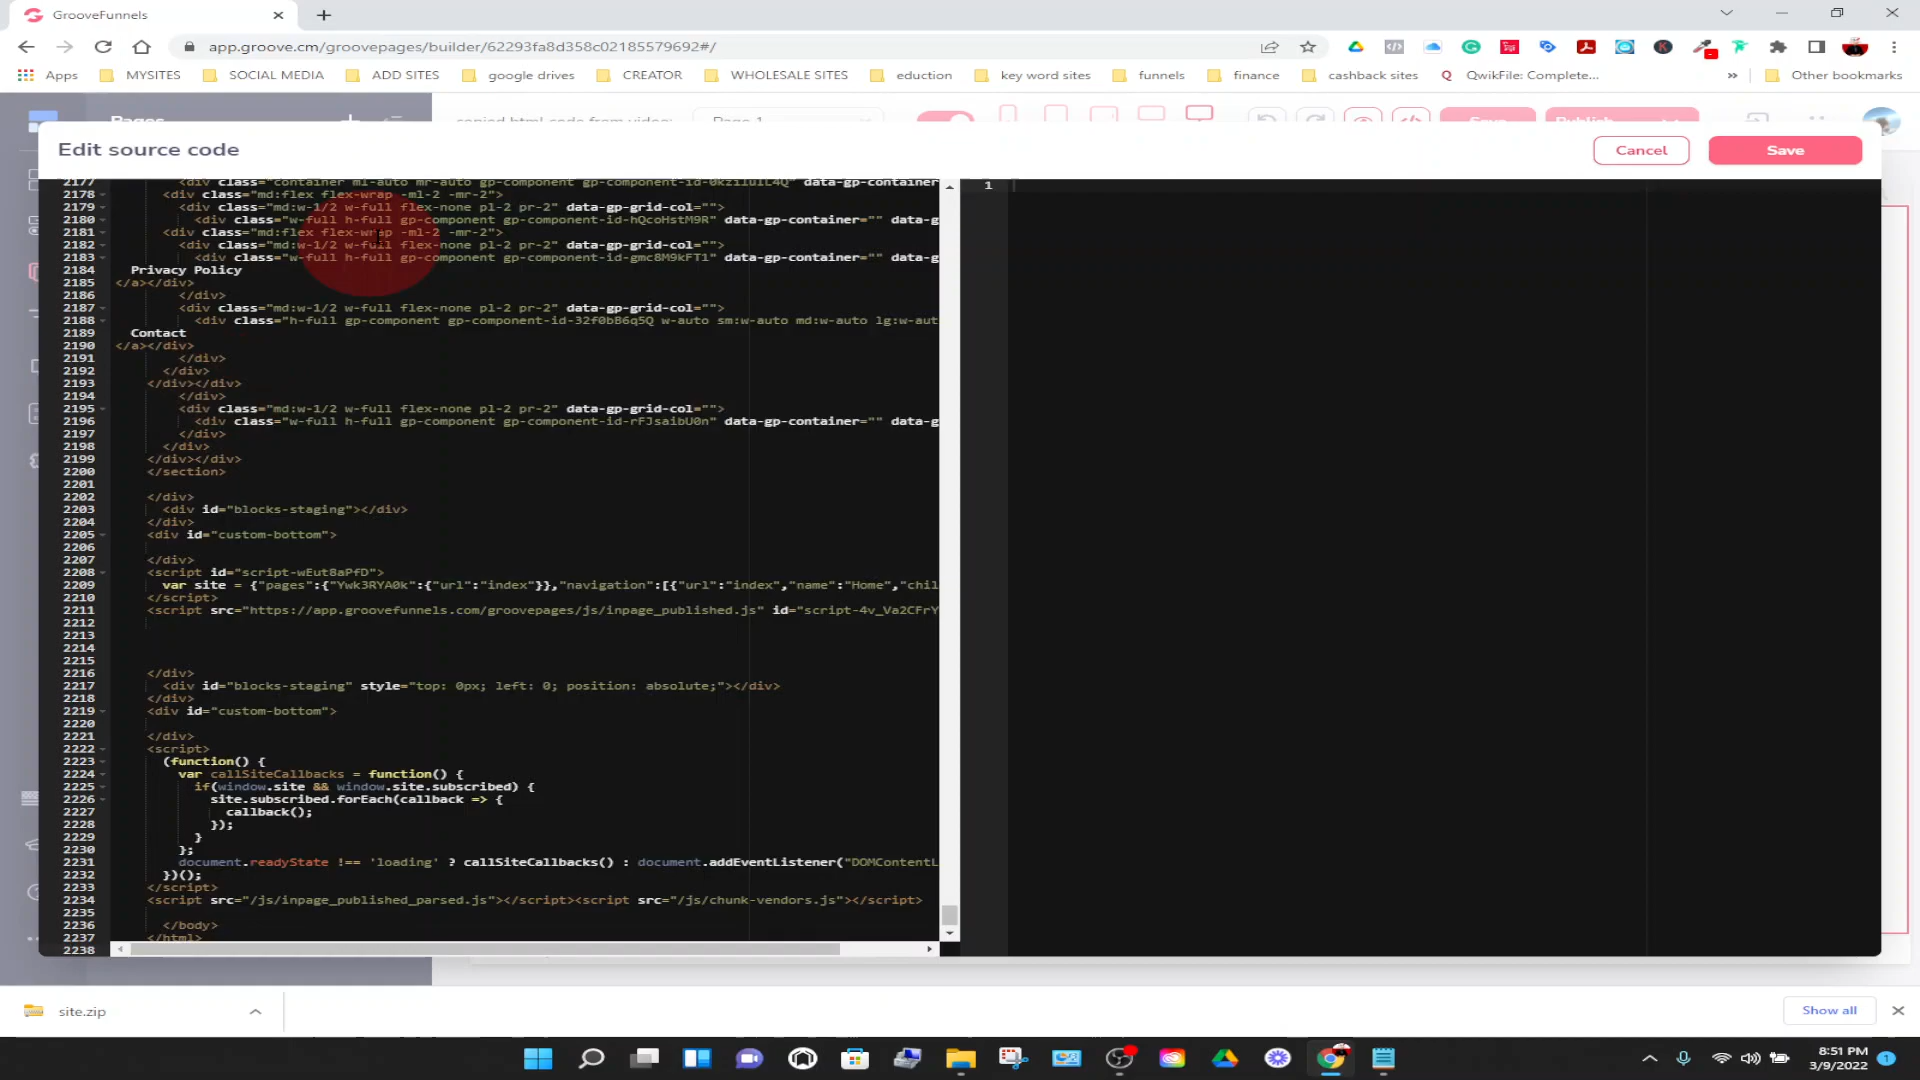 GrooveFunnels
app.groove.cm/groovepages/builder/62293fa8d358c02185579692#/
Apps MYSITES SOCIAL MEDIA ADD SITES google drives CREATOR WHOLESALE SITES eduction key word sites funnels finance cashback sites QwikFile: Complete... » Other bookmarks
Pages
Page 1
Save
Publish
Edit source code
Cancel
Save
1
2177
2178 <div class="md:flex flex-wrap -ml-2 -mr-2">
2179 <div class="md:w-1/2 w-full flex-none pl-2 pr-2" data-gp-grid-col="">
2180 <div class="w-full h-full gp-component gp-component-id-hQcoHstM9R" data-gp-container="" data-g
2181 <div class="md:flex flex-wrap -ml-2 -mr-2">
2182 <div class="md:w-1/2 w-full flex-none pl-2 pr-2" data-gp-grid-col="">
2183 <div class="w-full h-full gp-component gp-component-id-gmc8M9kFT1" data-gp-container="" data-g
2184 Privacy Policy
2185 </a></div>
2186 </div>
2187 <div class="md:w-1/2 w-full flex-none pl-2 pr-2" data-gp-grid-col="">
2188 <div class="h-full gp-component gp-component-id-32f0bB6q5Q w-auto sm:w-auto md:w-auto lg:w-aut
2189 Contact
2190 </a></div>
2191 </div>
2192 </div>
2193 </div></div>
2194 </div>
2195 <div class="md:w-1/2 w-full flex-none pl-2 pr-2" data-gp-grid-col="">
2196 <div class="w-full h-full gp-component gp-component-id-rFJsaibU0n" data-gp-container="" data-g
2197 </div>
2198 </div>
2199 </div></div>
2200 </section>
2201
2202 </div>
2203 <div id="blocks-staging"></div>
2204 </div>
2205 <div id="custom-bottom">
2206
2207 </div>
2208 <script id="script-wEut8aPfD">
2209 var site = {"pages":{"Ywk3RYA0k":{"url":"index"}},"navigation":[{"url":"index","name":"Home","chil
2210 </script>
2211 <script src="https://app.groovefunnels.com/groovepages/js/inpage_published.js" id="script-4v_Va2CFrY
2212
2213
2214
2215
2216 </div>
2217 <div id="blocks-staging" style="top: 0px; left: 0; position: absolute;"></div>
2218 </div>
2219 <div id="custom-bottom">
2220
2221 </div>
2222 <script>
2223 (function() {
2224 var callSiteCallbacks = function() {
2225 if(window.site && window.site.subscribed) {
2226 site.subscribed.forEach(callback => {
2227 callback();
2228 });
2229 }
2230 };
2231 document.readyState !== 'loading' ? callSiteCallbacks() : document.addEventListener("DOMContentL
2232 })();
2233 </script>
2234 <script src="/js/inpage_published_parsed.js"></script><script src="/js/chunk-vendors.js"></script>
2235
2236 </body>
2237 </html>
2238
site.zip
Show all
8:51 PM
3/9/2022
1